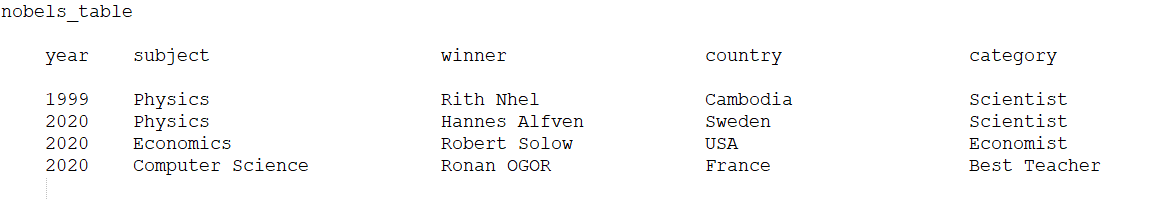 nobels_table
year subject winner country category
1999 Physics Rith Nhel Cambodia Scientist
2020 Physics Hannes Alfven Sweden Scientist
2020 Economics Robert Solow USA Economist
2020 Computer Science Ronan OGOR France Best Teacher